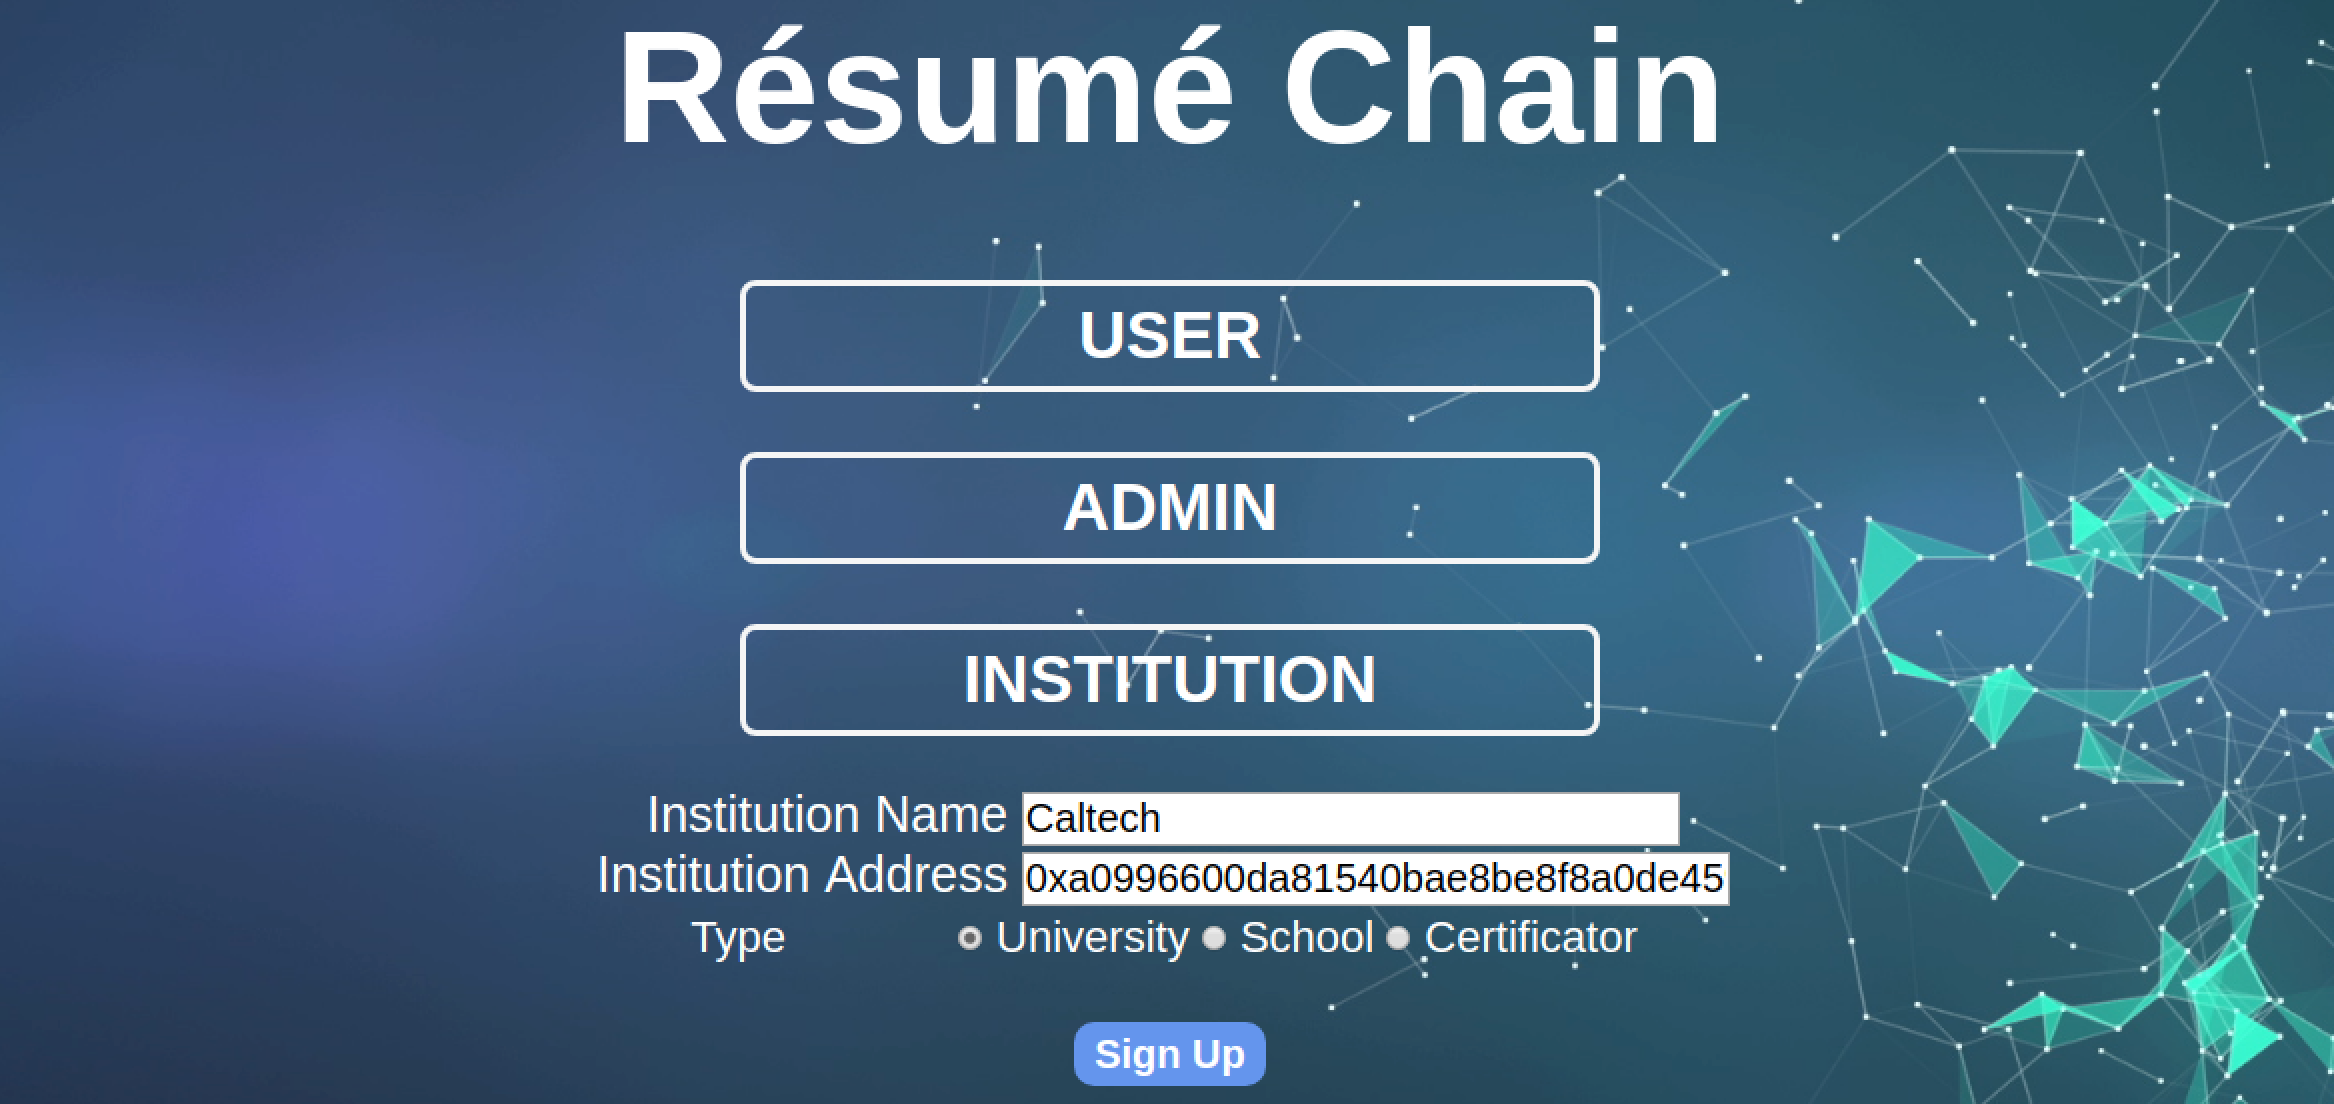 Résumé Chain
USER
ADMIN
INSTITUTION
Institution Name Caltech
Institution Address 0xa0996600da81540bae8be8f8a0de45
Type University School Certificator
Sign Up